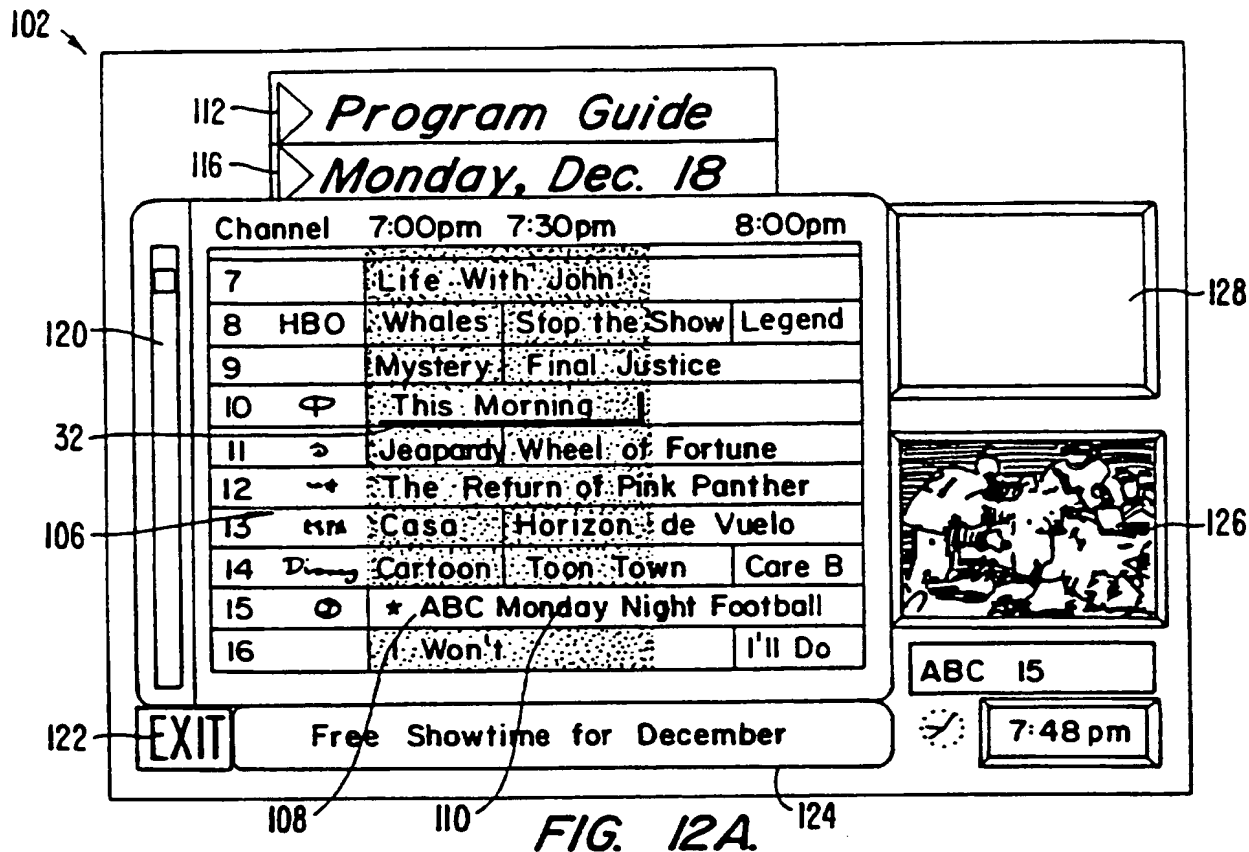 102
112
Program Guide
116
Monday, Dec. 18
Channel 7:00pm 7:30pm 8:00pm
7 Life With John
8 HBO Whales Stop the Show Legend
9 Mystery Final Justice
10 This Morning
11 Jeapardy Wheel of Fortune
12 The Return of Pink Panther
13 Casa Horizon de Vuelo
14 Disney Cartoon Toon Town Care B
15 ★ ABC Monday Night Football
16 I Won't I'll Do
120
32
106
128
126
ABC 15
122
EXIT
Free Showtime for December
7:48 pm
108
110
124
FIG. 12A.